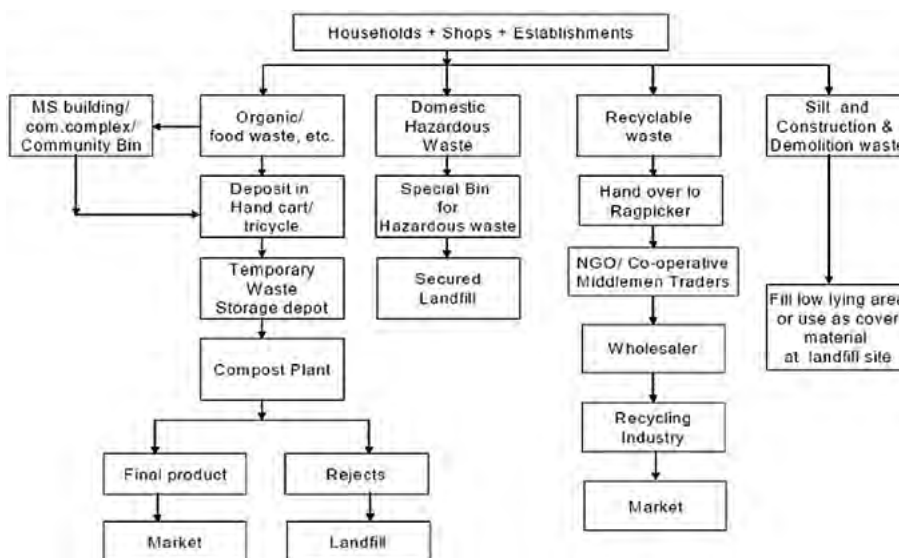 Households + Shops + Establishments
MS building/
com.complex/
Community Bin
Organic/
food waste, etc.
Domestic
Hazardous
Waste
Recyclable
waste
Silt and
Construction &
Demolition waste
Deposit in
Hand cart/
tricycle
Special Bin
for
Hazardous waste
Hand over to
Ragpicker
Temporary
Waste
Storage depot
Secured
Landfill
NGO/ Co-operative
Middlemen Traders
Fill low lying area
or use as cover
material
at landfill site
Compost Plant
Wholesaler
Recycling
Industry
Final product
Rejects
Market
Market
Landfill